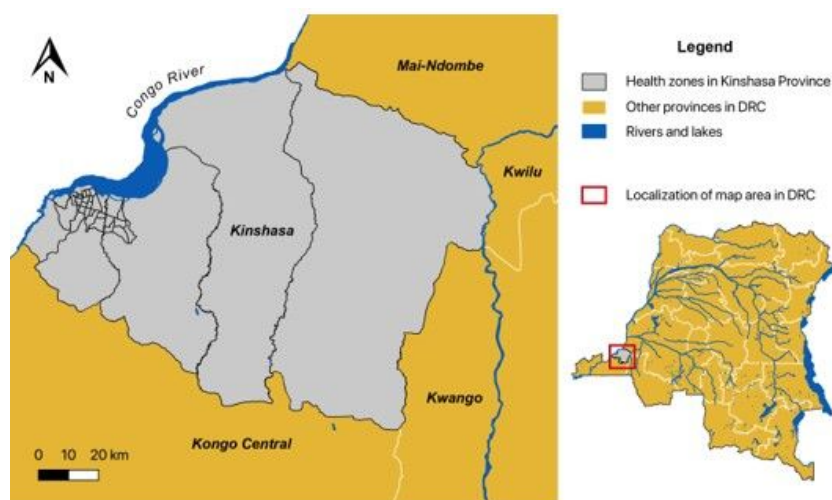 N
Congo River
Mai-Ndombe
Kwilu
Kinshasa
Kwango
Kongo Central
0 10 20 km
Legend
Health zones in Kinshasa Province
Other provinces in DRC
Rivers and lakes
Localization of map area in DRC